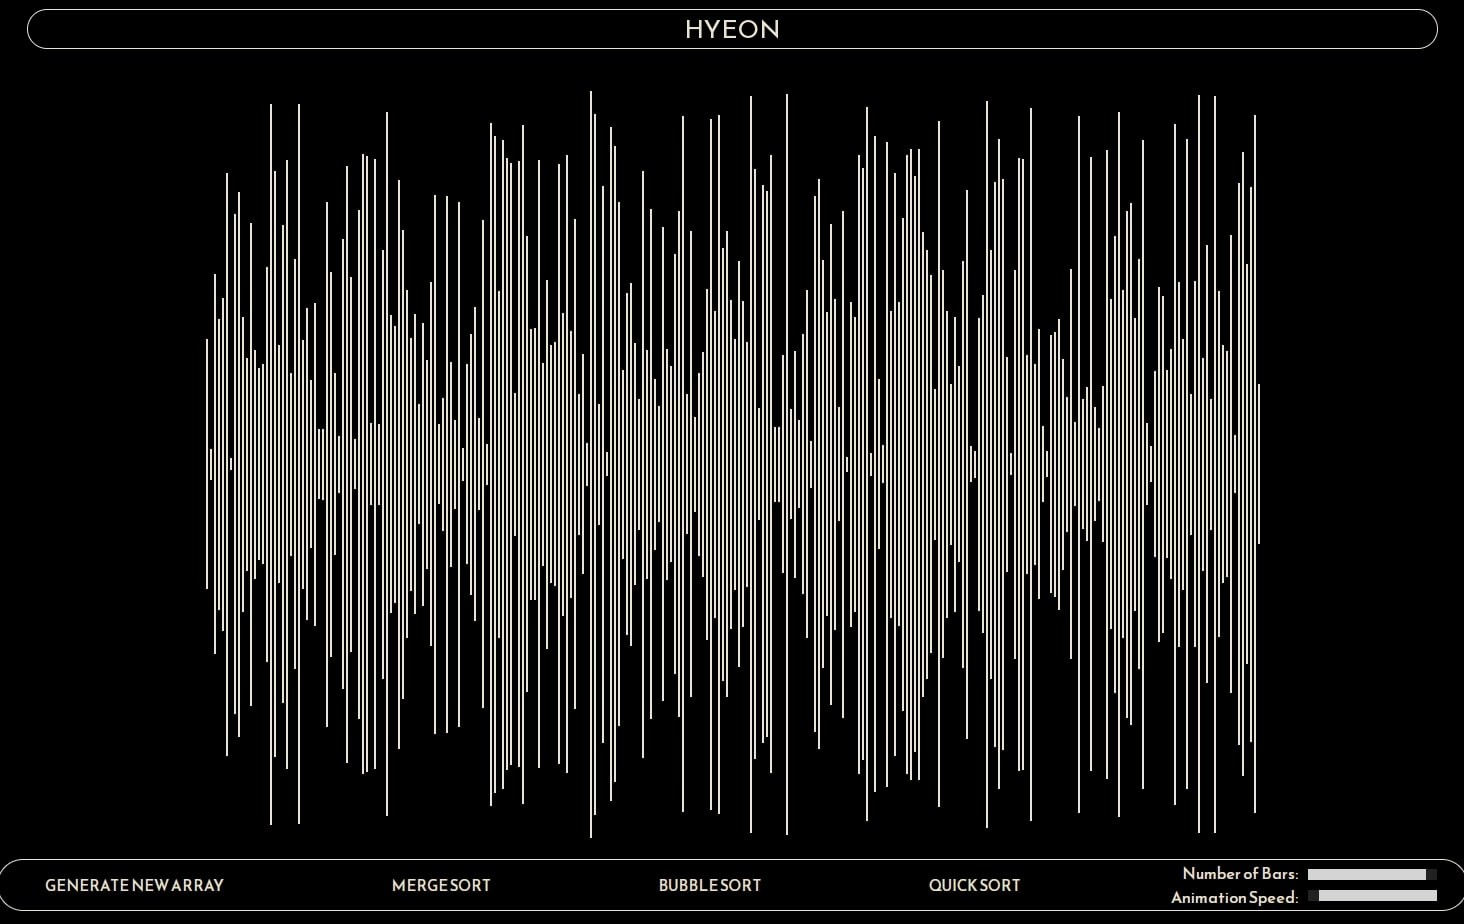 HYEON
GENERATE NEW ARRAY
MERGE SORT
BUBBLE SORT
QUICK SORT
Number of Bars:
Animation Speed: